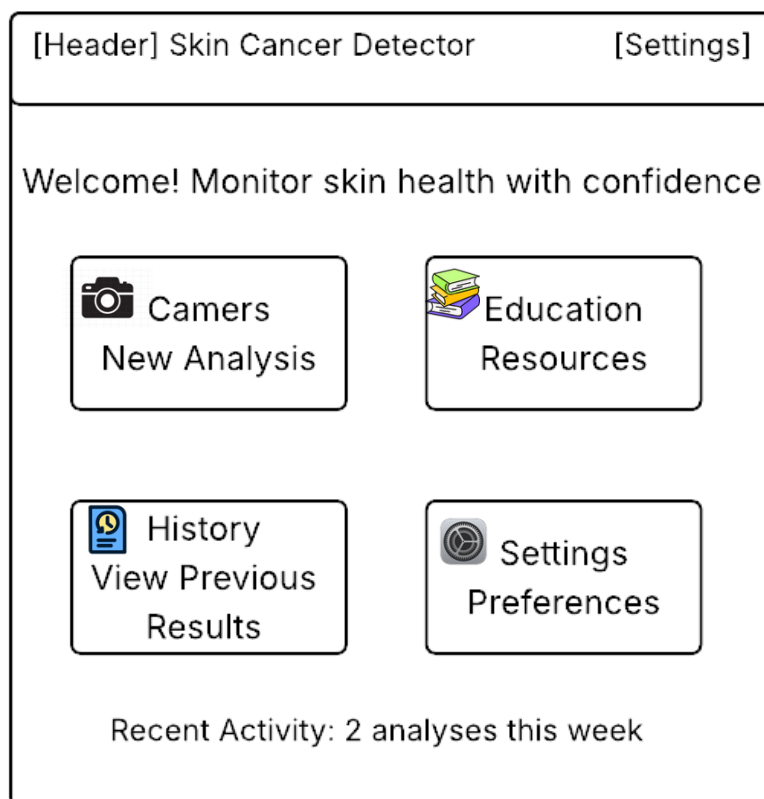 [Header] Skin Cancer Detector [Settings]
Welcome! Monitor skin health with confidence
Camers
New Analysis
Education
Resources
History
View Previous
Results
Settings
Preferences
Recent Activity: 2 analyses this week